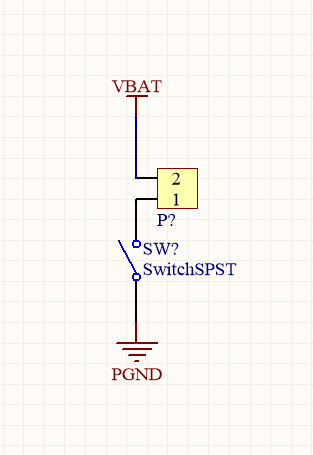 VBAT
2
1
P?
SW?
SwitchSPST
PGND